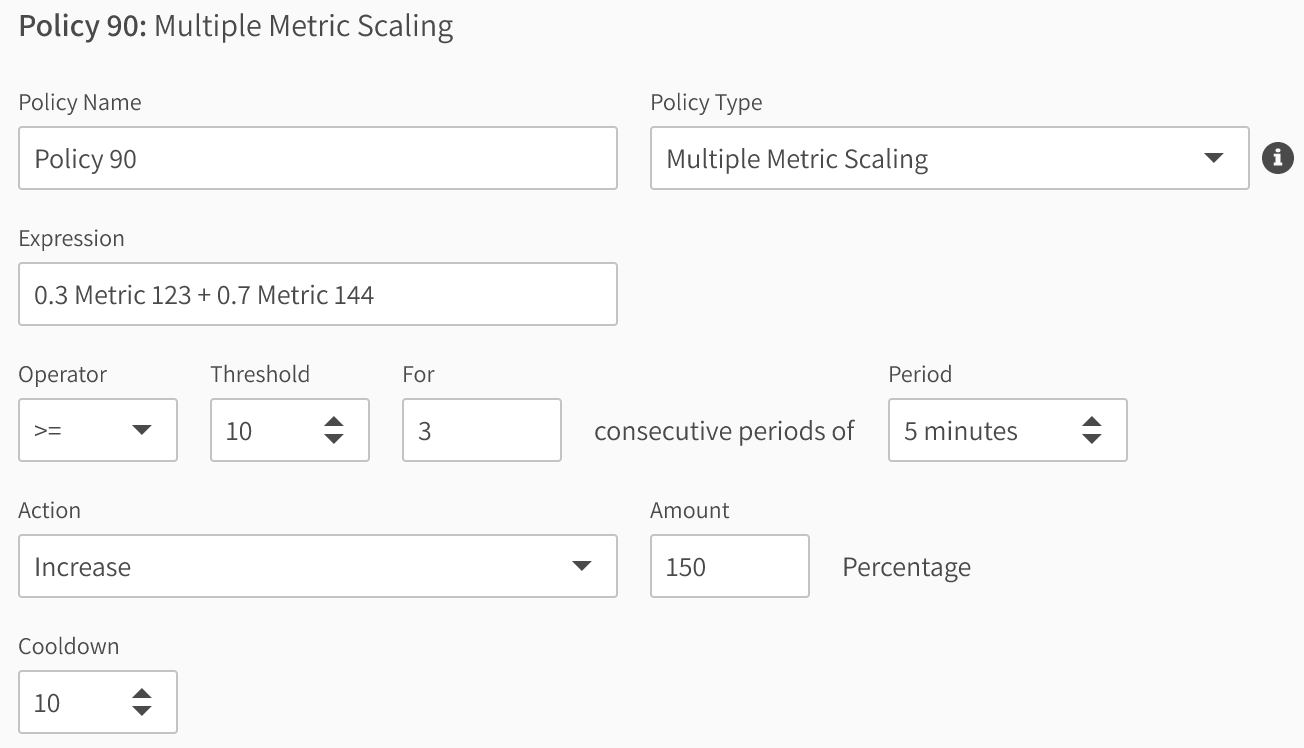 Policy 90: Multiple Metric Scaling
Policy Name
Policy Type
Policy 90
Multiple Metric Scaling
Expression
0.3 Metric 123 + 0.7 Metric 144
Operator
Threshold
For
Period
>=
10
3
consecutive periods of
5 minutes
Action
Amount
Increase
150
Percentage
Cooldown
10